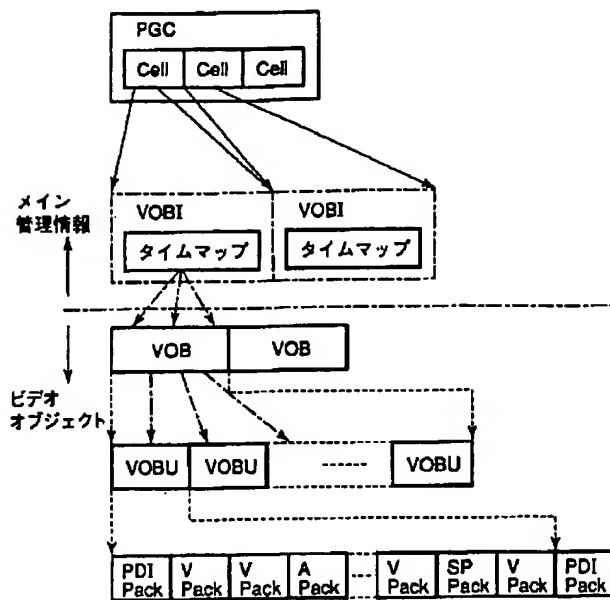 PGC
Cell Cell Cell
メイン
管理情報
VOBI VOBI
タイムマップ タイムマップ
VOB VOB
ビデオ
オブジェクト
VOBU VOBU VOBU
PDI Pack V Pack V Pack A Pack V Pack SP Pack V Pack PDI Pack